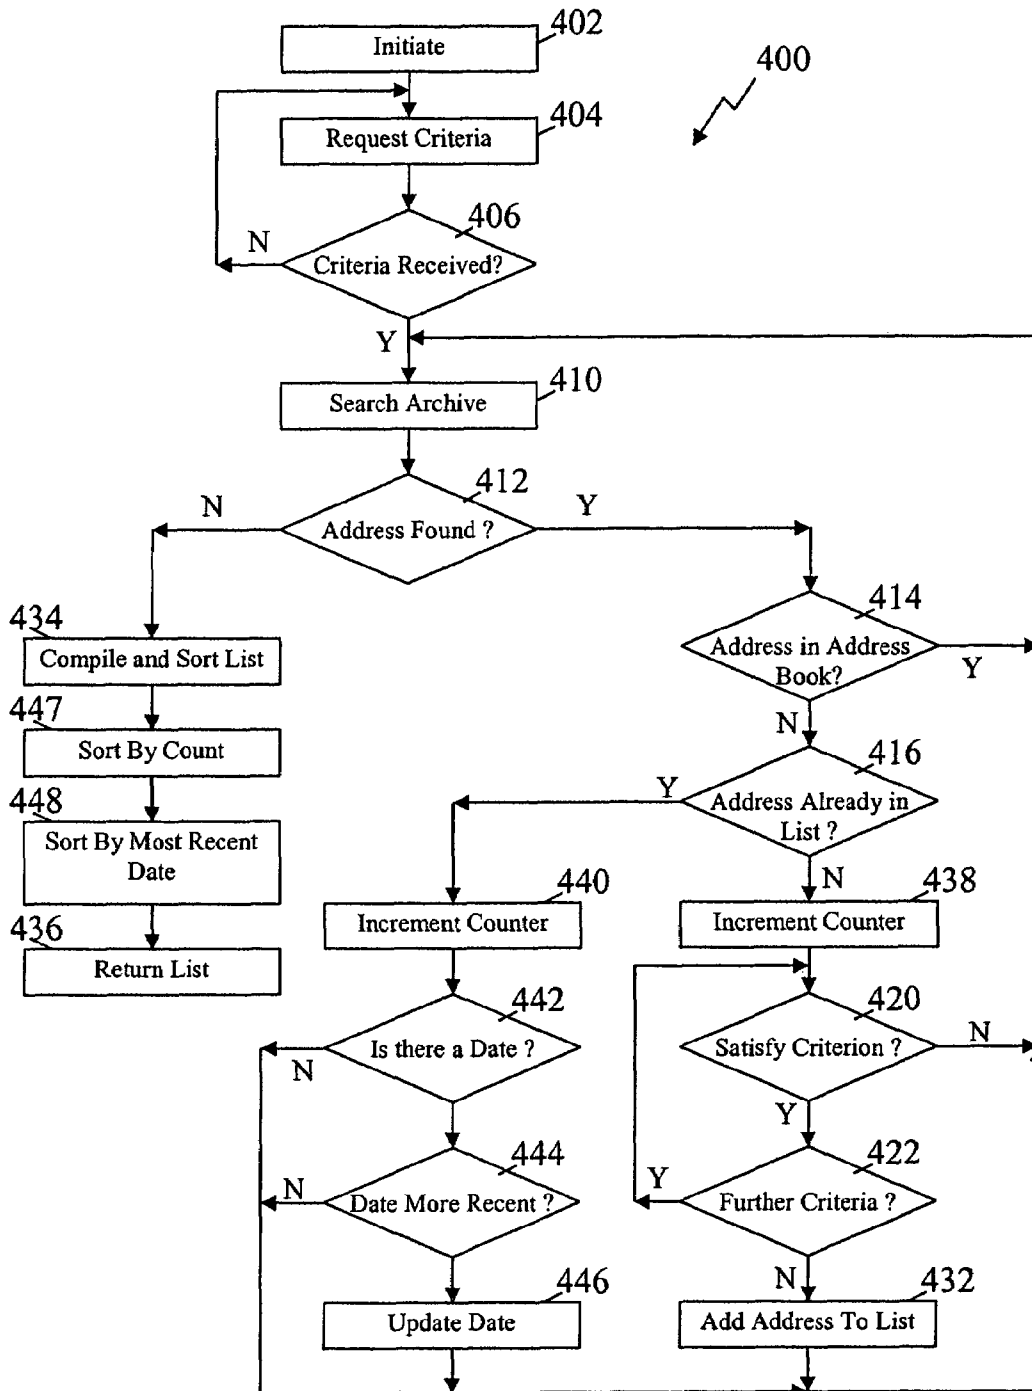 402
Initiate
400
404
Request Criteria
406
N
Criteria Received?
Y
410
Search Archive
412
N
Y
Address Found ?
414
434
Address in Address
Book?
Y
Compile and Sort List
447
N
Sort By Count
416
448
Y
Address Already in
List ?
Sort By Most Recent
Date
N
440
438
436
Increment Counter
Increment Counter
Return List
442
420
Is there a Date ?
N
Satisfy Criterion ?
N
Y
444
422
N
Date More Recent ?
Y
Further Criteria ?
N
446
432
Update Date
Add Address To List